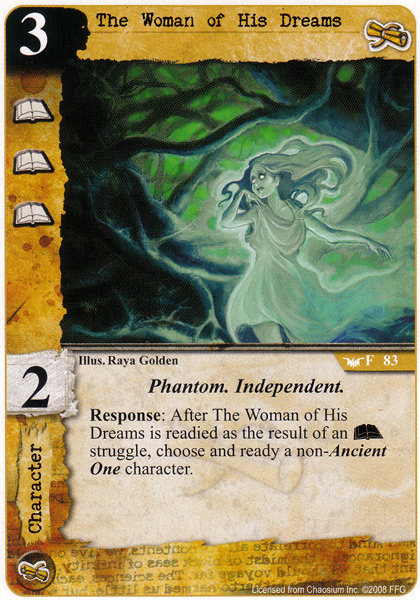 3
The Woman of His Dreams
Illus. Raya Golden
F 83
2
Phantom. Independent.
Response: After The Woman of His
Dreams is readied as the result of an
struggle, choose and ready a non-Ancient
One character.
Character
Licensed from Chaosium Inc. ©2008 FFG